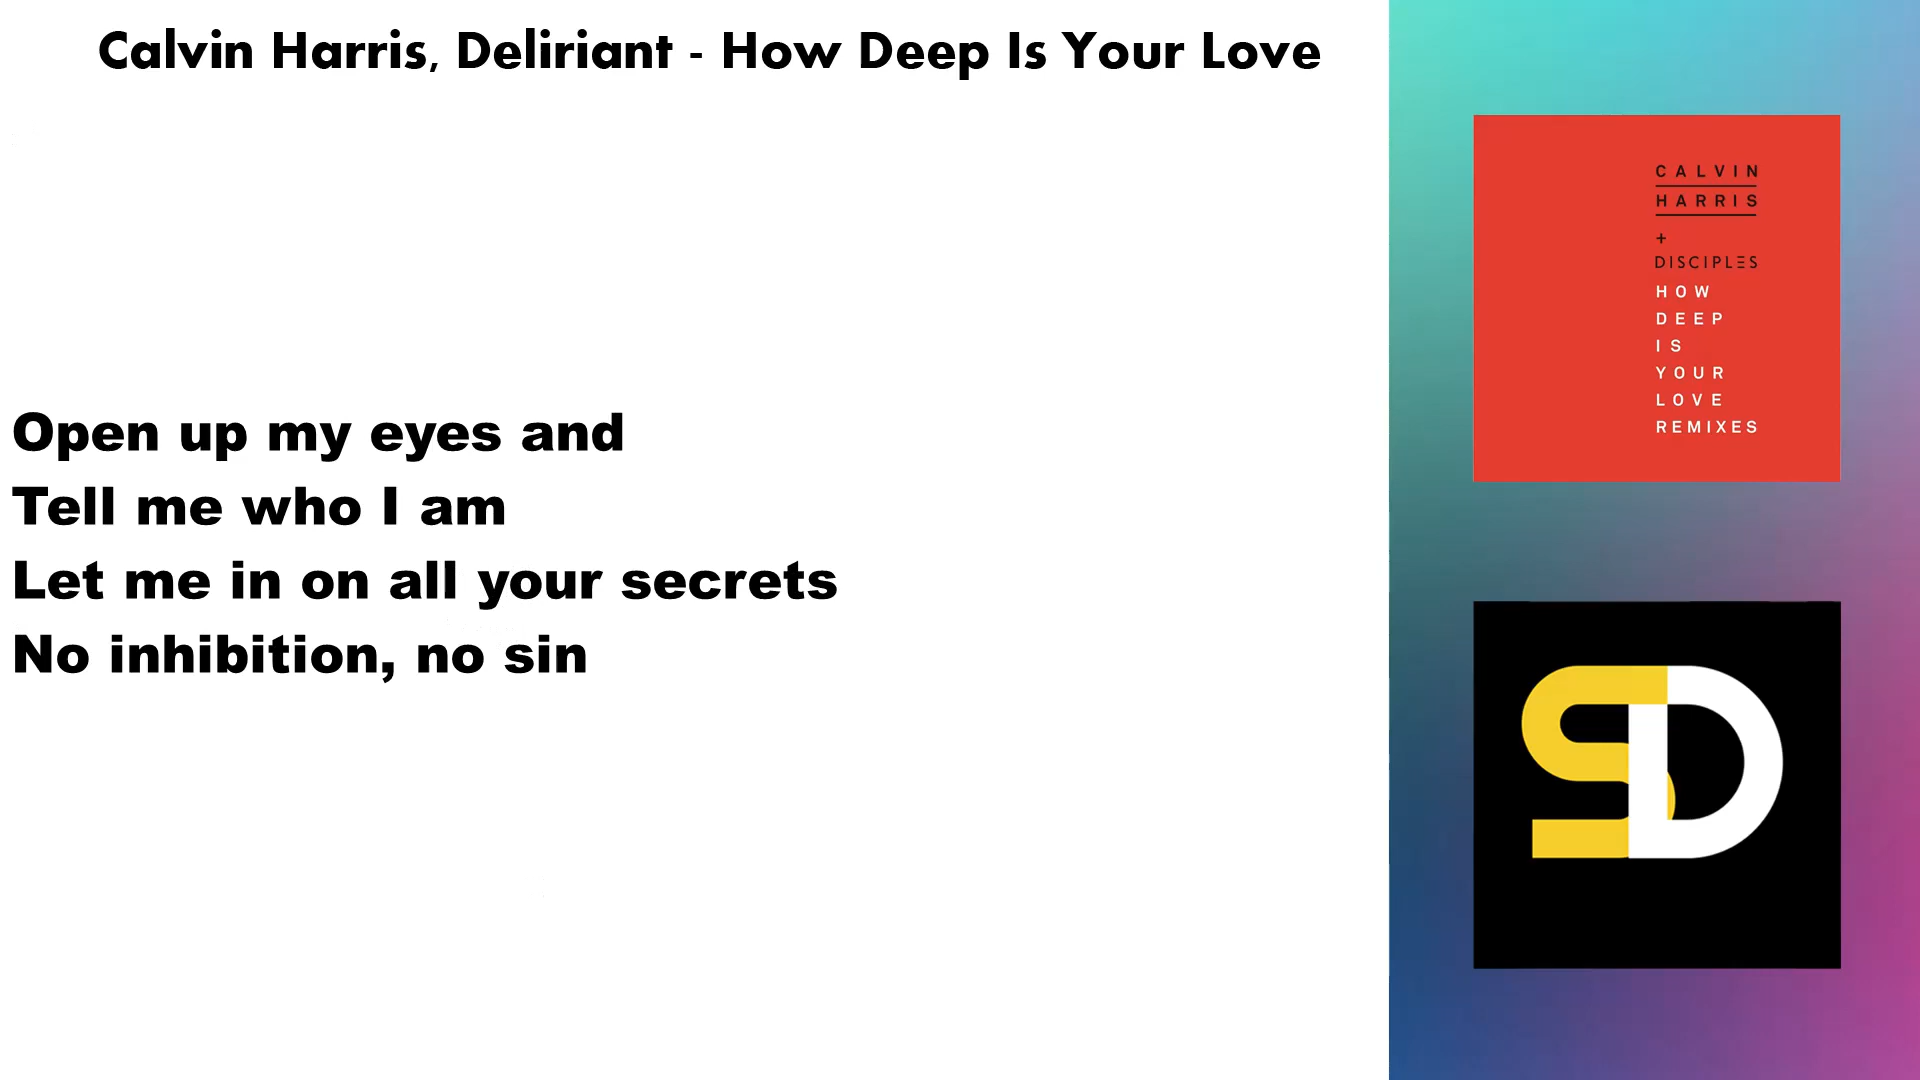 Calvin Harris, Deliriant - How Deep Is Your Love
Open up my eyes and
Tell me who I am
Let me in on all your secrets
No inhibition, no sin
CALVIN
HARRIS
+
DISCIPLES
HOW
DEEP
IS
YOUR
LOVE
REMIXES
SD